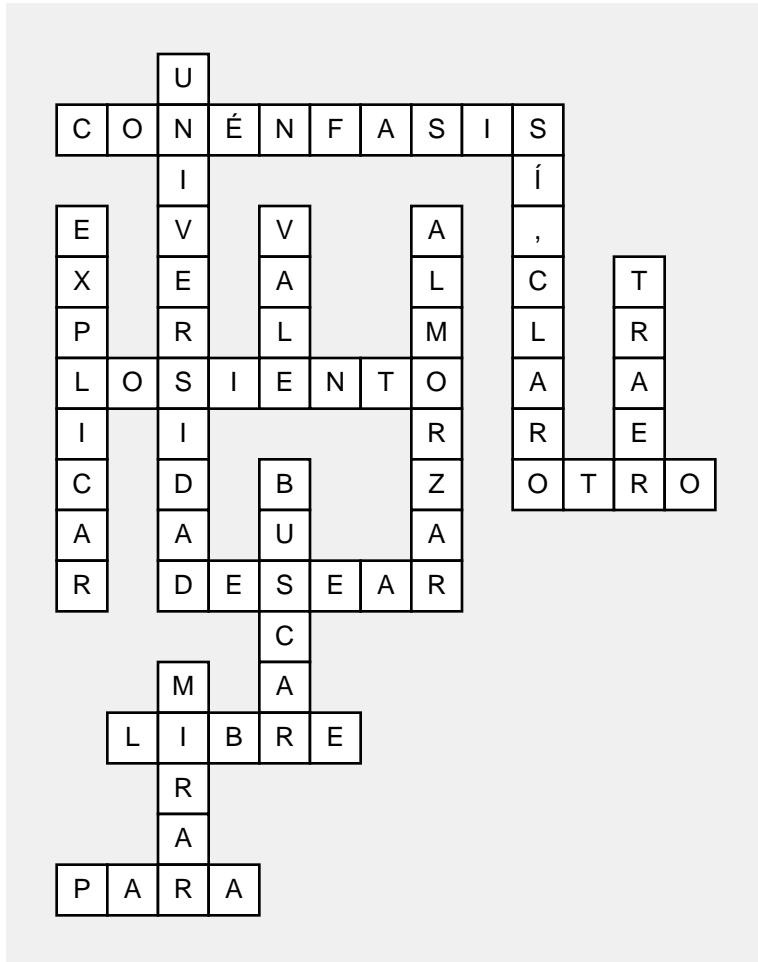 U
CONÉNFASIS
I Í
E V V A ,
X E A L C T
P R L M L R
LOSIENTO A A
I I R R E
C D B Z OTRO
A A U A
R DESEAR
C
M A
LIBRE
R
A
PARA